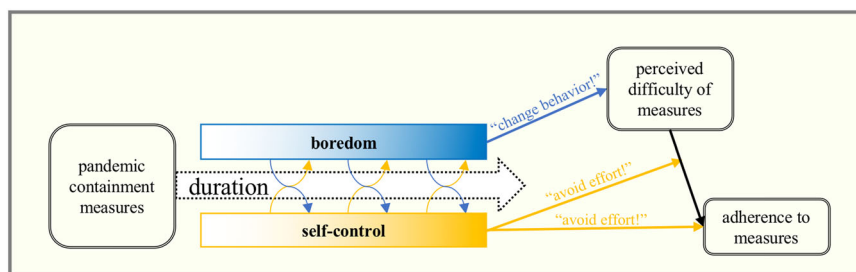 pandemic
containment
measures
boredom
duration
self-control
“change behavior!”
“avoid effort!”
“avoid effort!”
perceived
difficulty of
measures
adherence to
measures